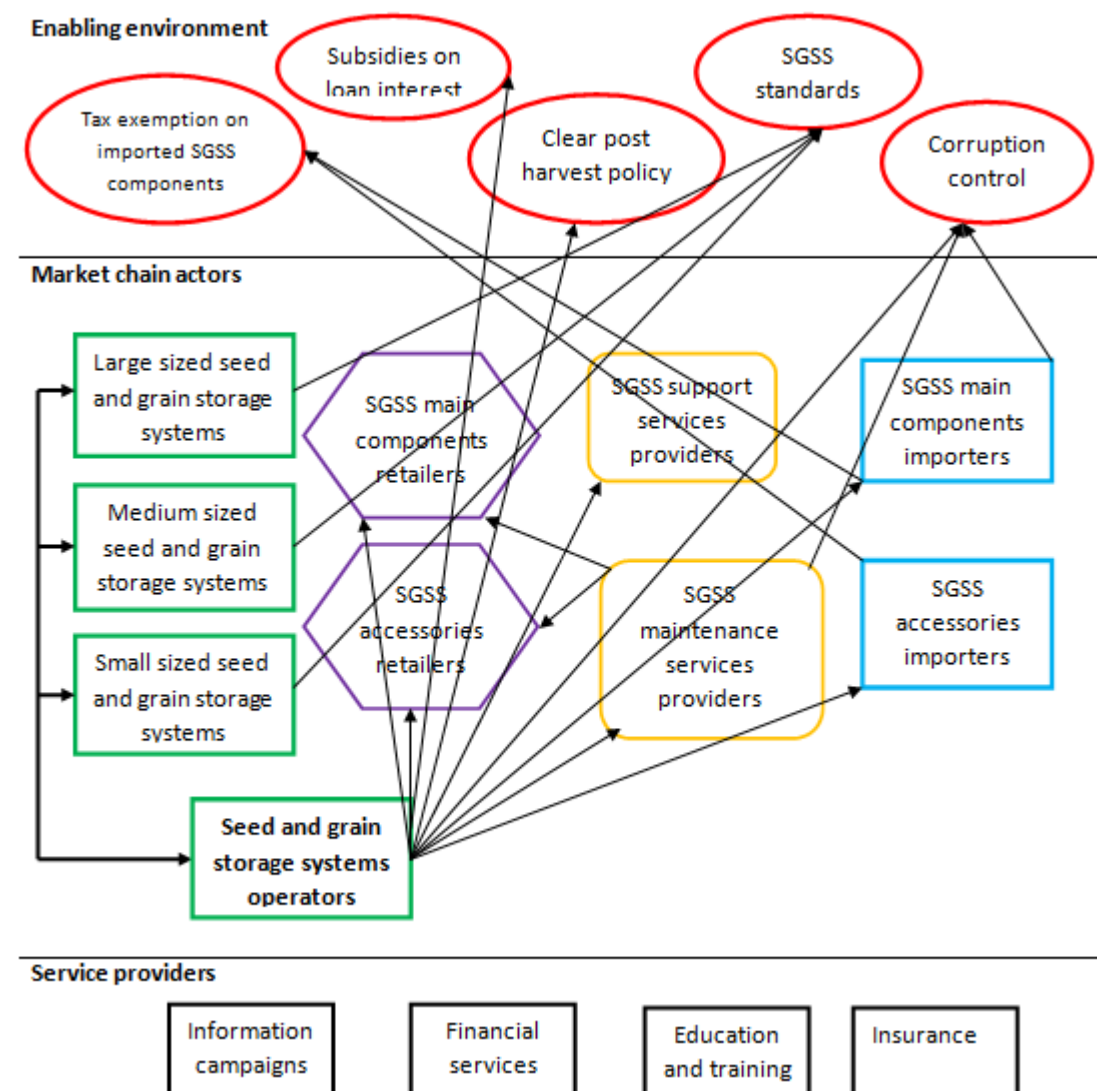 Enabling environment
Subsidies on
loan interest
SGSS
standards
Tax exemption on
imported SGSS
components
Clear post
harvest policy
Corruption
control
Market chain actors
Large sized seed
and grain storage
systems
SGSS main
components
retailers
SGSS support
services
providers
SGSS main
components
importers
Medium sized
seed and grain
storage systems
SGSS
accessories
retailers
SGSS
maintenance
services
providers
SGSS
accessories
importers
Small sized seed
and grain storage
systems
Seed and grain
storage systems
operators
Service providers
Information
campaigns
Financial
services
Education
and training
Insurance